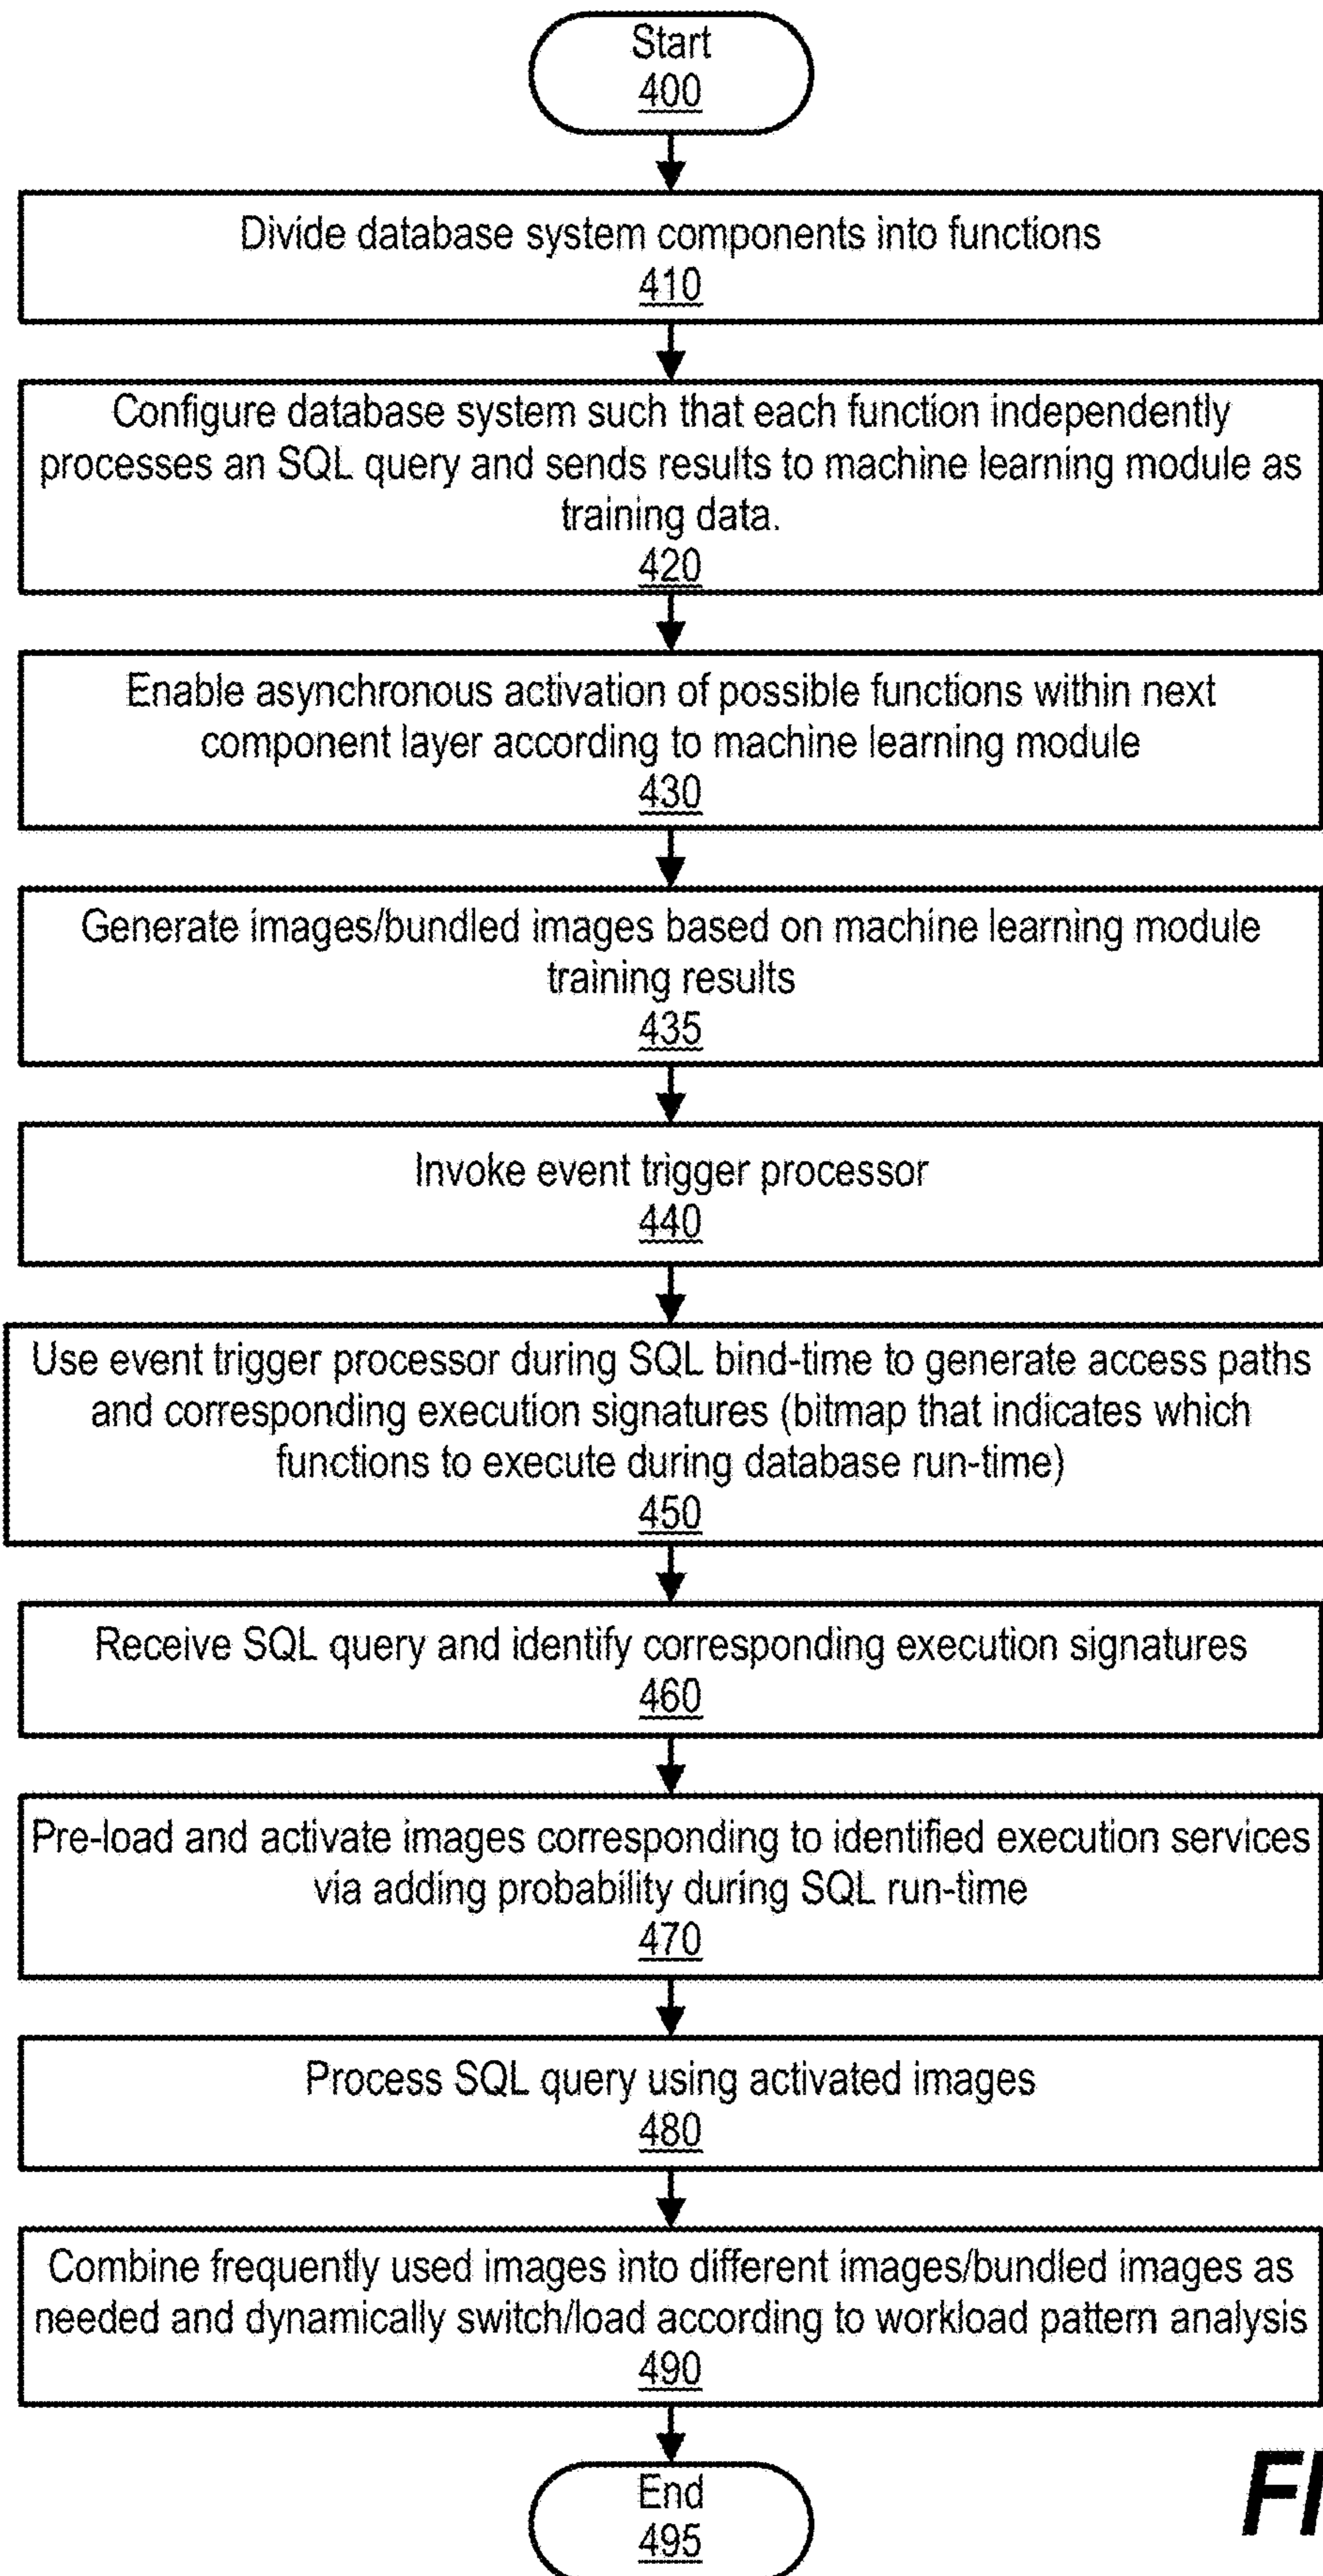 Start
400
Divide database system components into functions
410
Configure database system such that each function independently
processes an SQL query and sends results to machine learning module as
training data.
420
Enable asynchronous activation of possible functions within next
component layer according to machine learning module
430
Generate images/bundled images based on machine learning module
training results
435
Invoke event trigger processor
440
Use event trigger processor during SQL bind-time to generate access paths
and corresponding execution signatures (bitmap that indicates which
functions to execute during database run-time)
450
Receive SQL query and identify corresponding execution signatures
460
Pre-load and activate images corresponding to identified execution services
via adding probability during SQL run-time
470
Process SQL query using activated images
480
Combine frequently used images into different images/bundled images as
needed and dynamically switch/load according to workload pattern analysis
490
End
495